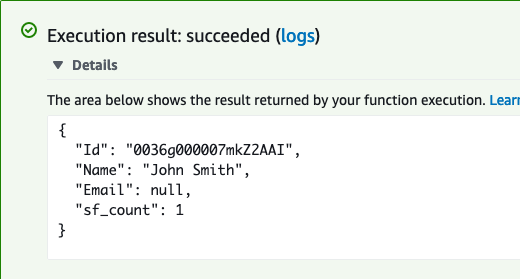 Execution result: succeeded (logs)
▼ Details
The area below shows the result returned by your function execution. Learn
{
  "Id": "0036g000007mkZ2AAI",
  "Name": "John Smith",
  "Email": null,
  "sf_count": 1
}